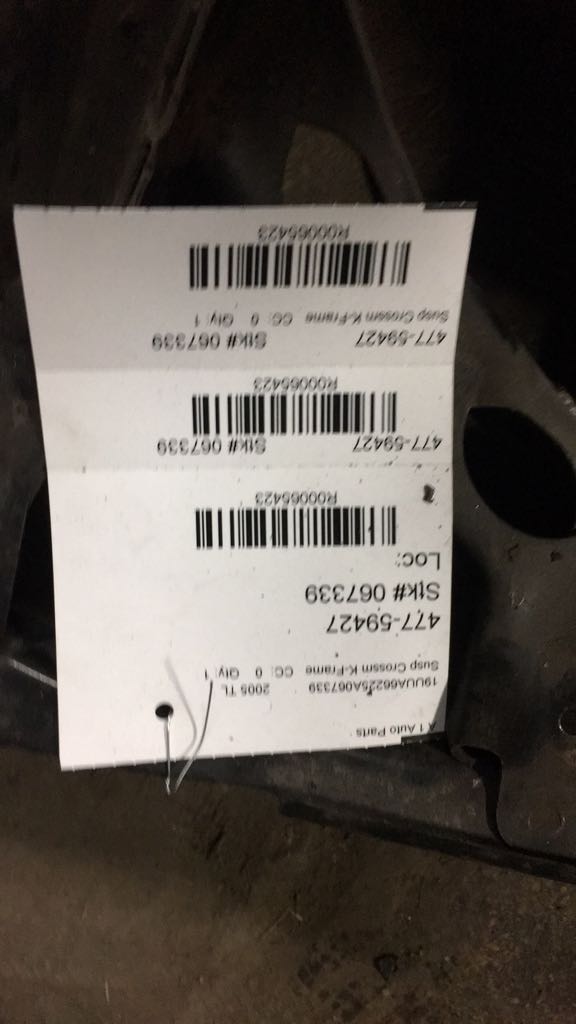 A 1 Auto Parts
19UUA66225A067339 2005 TL
Susp Crossm K-Frame CC: 0 Qty: 1
477-59427
Stk# 067339
Loc:
R00065423
477-59427 Stk# 067339
R00065423
477-59427 Stk# 067339
Susp Crossm K-Frame CC: 0 Qty: 1
R00065423